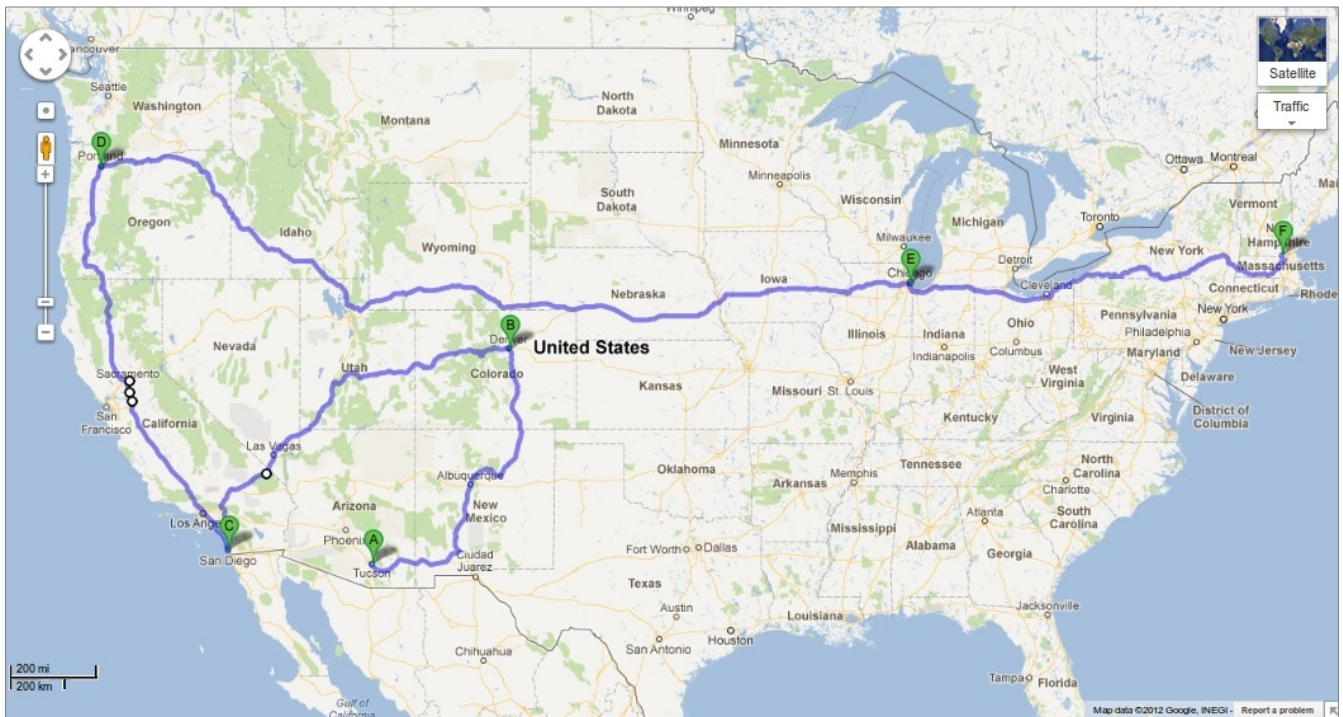 Winnipeg
ancouver
Satellite
Traffic
Seattle
Washington
Montana
North
Dakota
Minnesota
Minneapolis
Ottawa
Montreal
Mai
D
Portland
Oregon
Idaho
South
Dakota
Wisconsin
Michigan
Toronto
Vermont
F
N
Hampshire
Wyoming
Milwaukee
E
Chicago
Detroit
New York
Massachusetts
Connecticut
Rhode
Iowa
Nebraska
Cleveland
Pennsylvania
New York
Philadelphia
New Jersey
B
Denver
United States
Nevada
Utah
Colorado
Illinois
Indiana
Indianapolis
Ohio
Columbus
Maryland
Delaware
West
Virginia
District of
Columbia
Sacramento
San
Francisco
California
Kansas
Missouri
St. Louis
Kentucky
Virginia
Las Vegas
Albuquerque
Oklahoma
Arkansas
Memphis
Tennessee
North
Carolina
Charlotte
Arizona
New
Mexico
Los Ange
C
San Diego
Phoenix
A
Tucson
Ciudad
Juarez
Fort Worth
Dallas
Mississippi
Alabama
Atlanta
Georgia
South
Carolina
Texas
Austin
San Antonio
Houston
Louisiana
Jacksonville
Chihuahua
Tampa
Florida
Gulf of
California
200 mi
200 km
Map data ©2012 Google, INEGI -
Report a problem